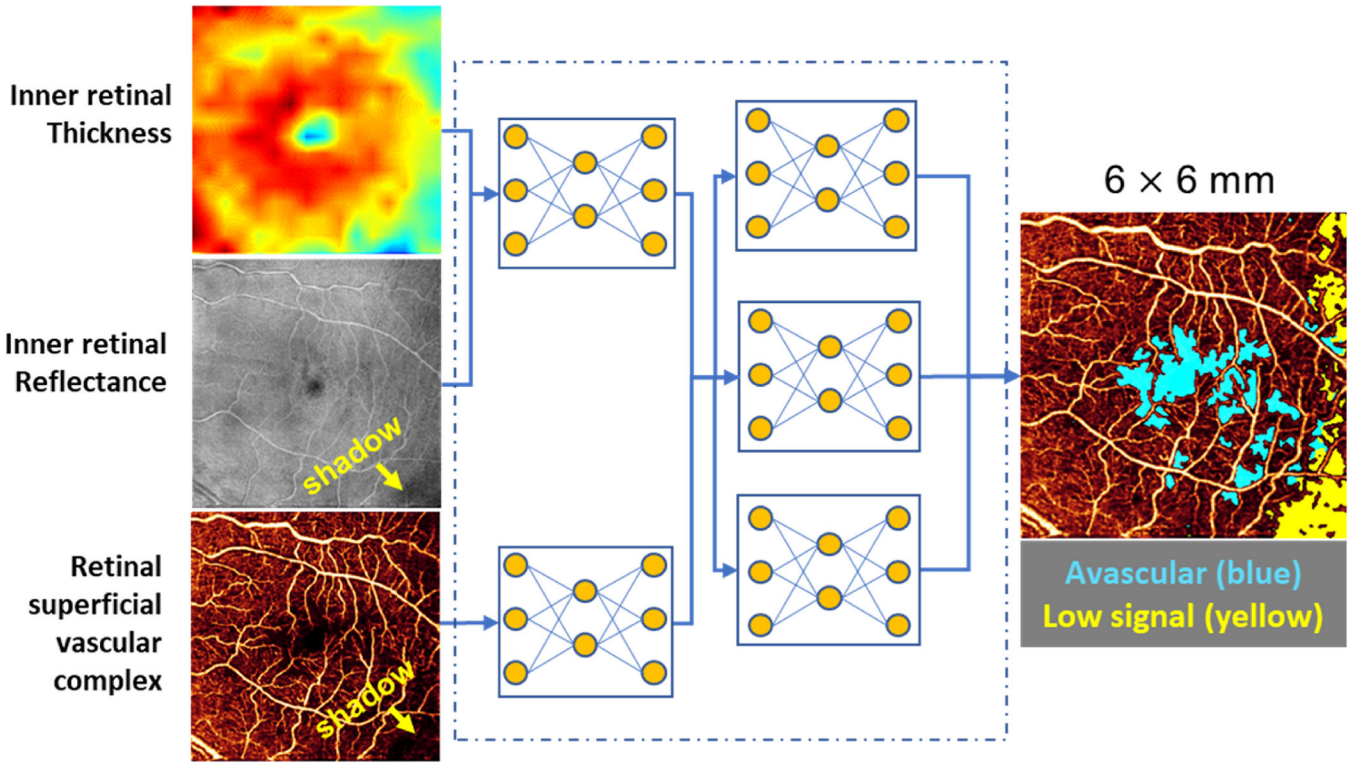 Inner retinal
Thickness
Inner retinal
Reflectance
shadow
Retinal
superficial
vascular
complex
shadow
6 × 6 mm
Avascular (blue)
Low signal (yellow)